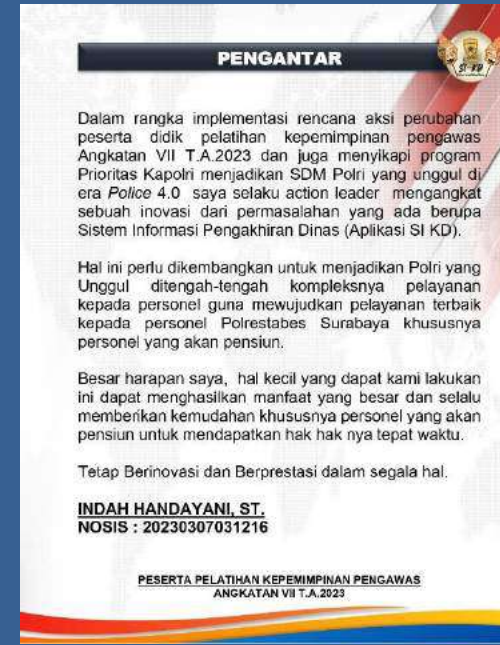 PENGANTAR
SI-KD
Dalam rangka implementasi rencana aksi perubahan
peserta didik pelatihan kepemimpinan pengawas
Angkatan VII T.A.2023 dan juga menyikapi program
Prioritas Kapolri menjadikan SDM Polri yang unggul di
era Police 4.0 saya selaku action leader mengangkat
sebuah inovasi dari permasalahan yang ada berupa
Sistem Informasi Pengakhiran Dinas (Aplikasi SI KD).
Hal ini perlu dikembangkan untuk menjadikan Polri yang
Unggul ditengah-tengah kompleksnya pelayanan
kepada personel guna mewujudkan pelayanan terbaik
kepada personel Polrestabes Surabaya khususnya
personel yang akan pensiun.
Besar harapan saya, hal kecil yang dapat kami lakukan
ini dapat menghasilkan manfaat yang besar dan selalu
memberikan kemudahan khususnya personel yang akan
pensiun untuk mendapatkan hak hak nya tepat waktu.
Tetap Berinovasi dan Berprestasi dalam segala hal.
INDAH HANDAYANI, ST.
NOSIS : 20230307031216
PESERTA PELATIHAN KEPEMIMPINAN PENGAWAS
ANGKATAN VII T.A.2023